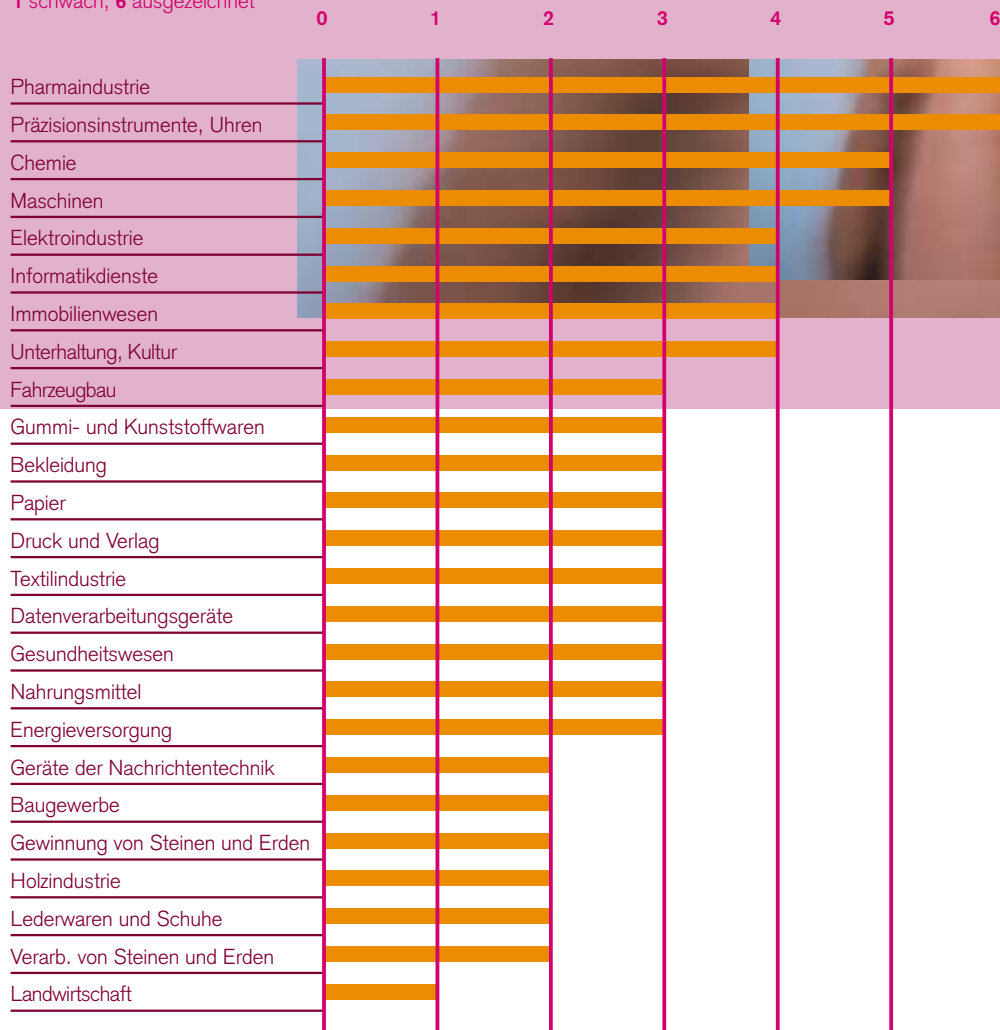 1 schwach, 6 ausgezeichnet
0 1 2 3 4 5 6
Pharmaindustrie
Präzisionsinstrumente, Uhren
Chemie
Maschinen
Elektroindustrie
Informatikdienste
Immobilienwesen
Unterhaltung, Kultur
Fahrzeugbau
Gummi- und Kunststoffwaren
Bekleidung
Papier
Druck und Verlag
Textilindustrie
Datenverarbeitungsgeräte
Gesundheitswesen
Nahrungsmittel
Energieversorgung
Geräte der Nachrichtentechnik
Baugewerbe
Gewinnung von Steinen und Erden
Holzindustrie
Lederwaren und Schuhe
Verarb. von Steinen und Erden
Landwirtschaft